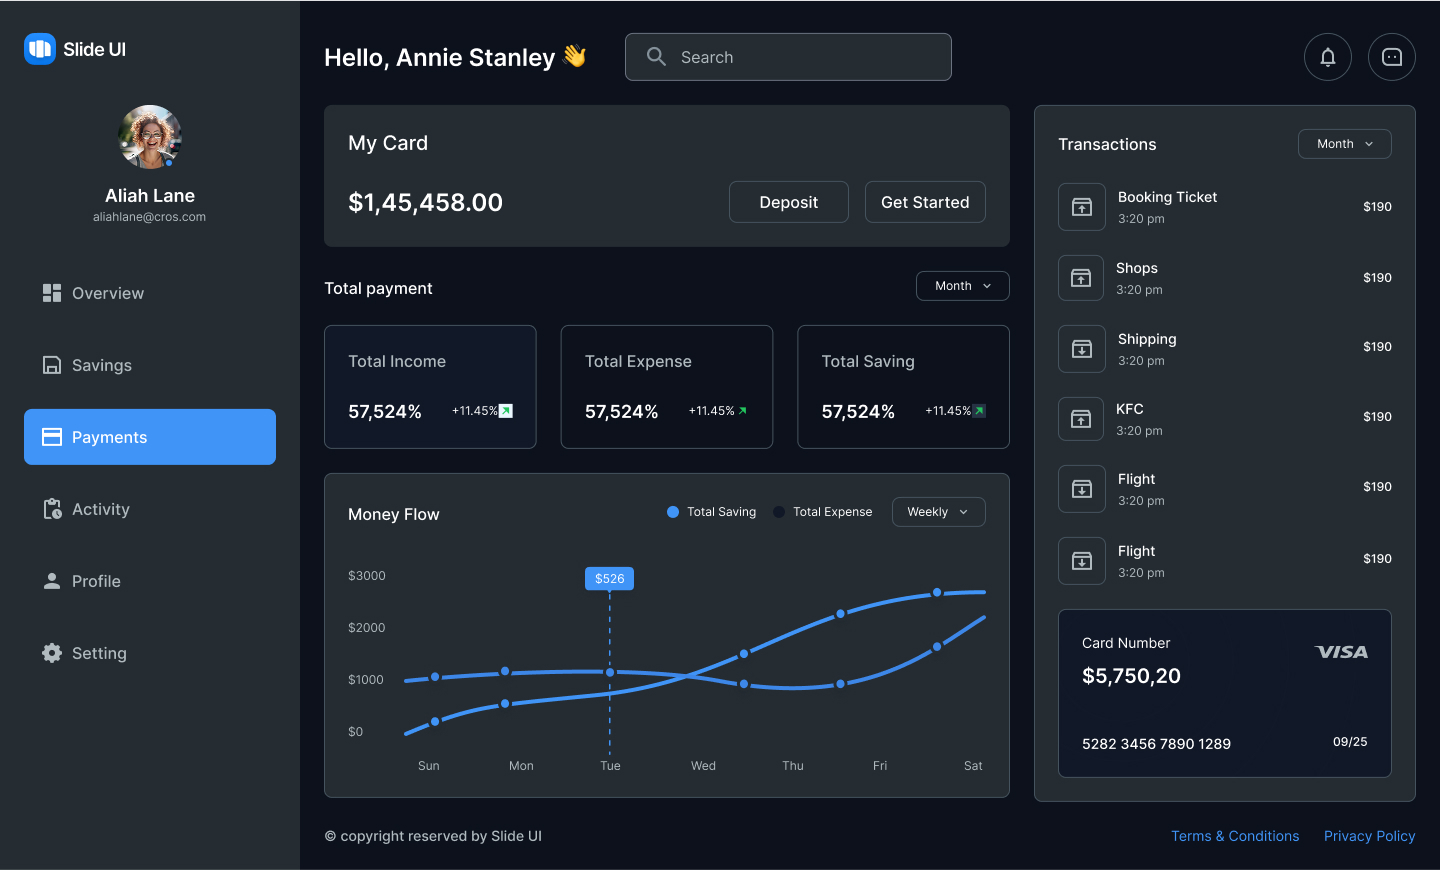 Slide UI
Aliah Lane
aliahlane@cros.com
Overview
Savings
Payments
Activity
Profile
Setting
Hello, Annie Stanley 👋
Search
My Card
$1,45,458.00
Deposit
Get Started
Total payment
Month
Total Income
57,524% +11.45%
Total Expense
57,524% +11.45%
Total Saving
57,524% +11.45%
Money Flow
Total Saving
Total Expense
Weekly
$3000
$2000
$1000
$0
$526
Sun Mon Tue Wed Thu Fri Sat
Transactions
Month
Booking Ticket
3:20 pm
$190
Shops
3:20 pm
$190
Shipping
3:20 pm
$190
KFC
3:20 pm
$190
Flight
3:20 pm
$190
Flight
3:20 pm
$190
Card Number
VISA
$5,750,20
5282 3456 7890 1289
09/25
© copyright reserved by Slide UI
Terms & Conditions
Privacy Policy